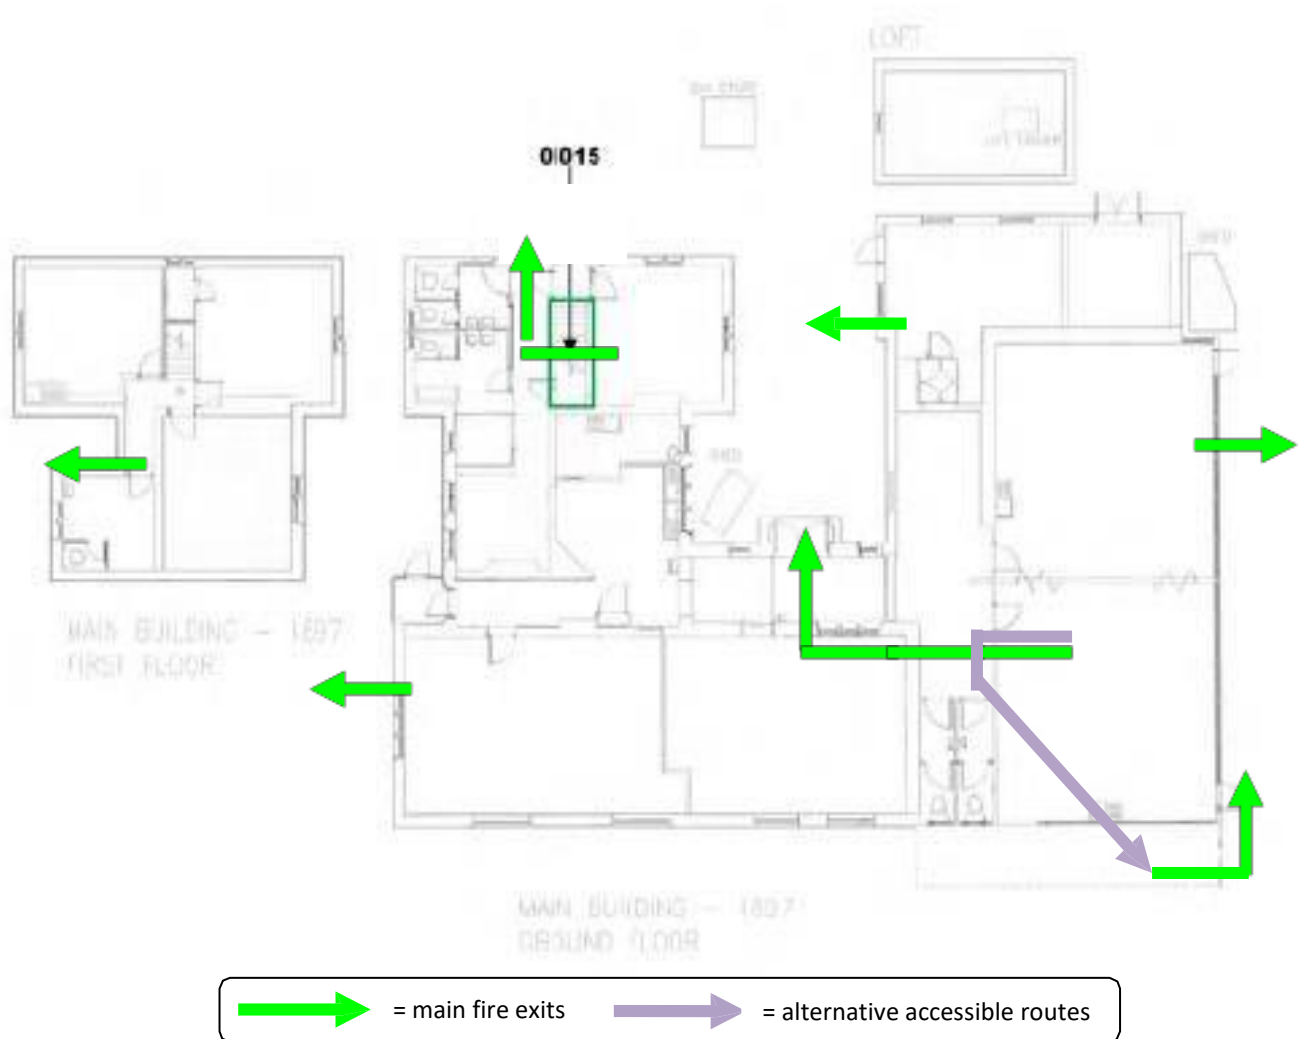 LOFT
0|015
MAIN BUILDING - 1897
FIRST FLOOR
MAIN BUILDING - 1897
GROUND FLOOR
= main fire exits
= alternative accessible routes